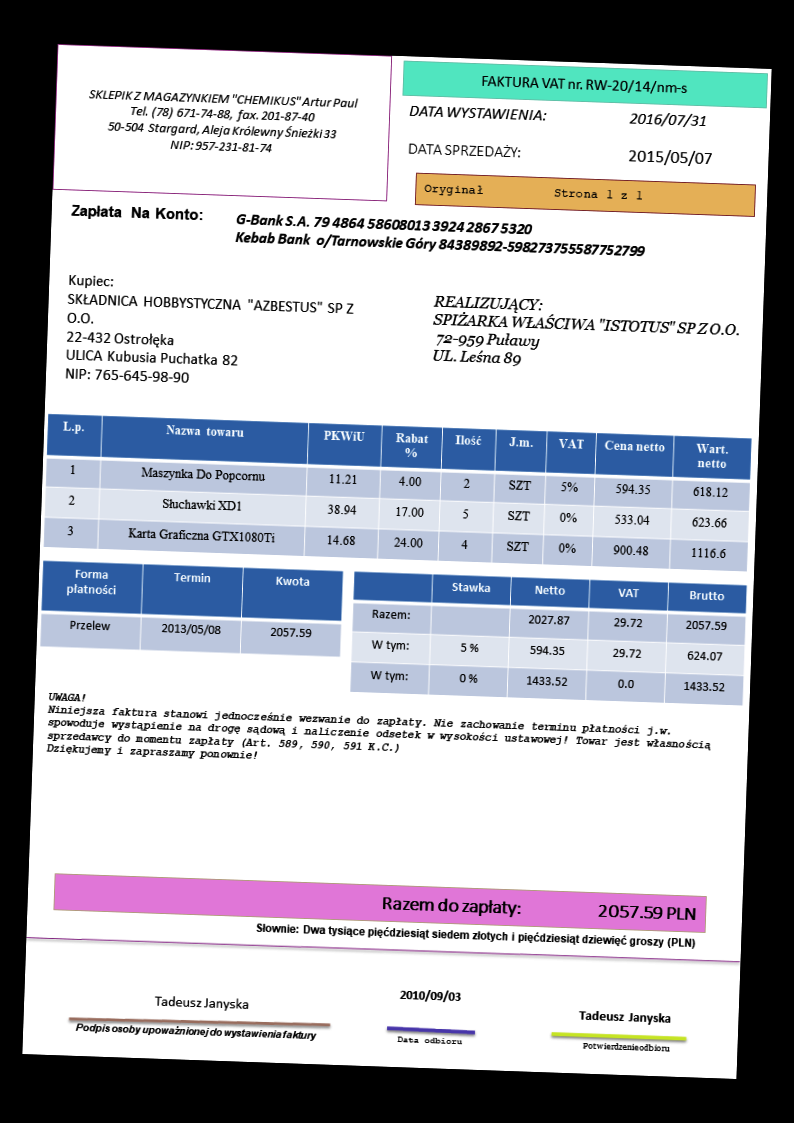 SKLEPIK Z MAGAZYNKIEM "CHEMIKUS" Artur Paul
Tel. (78) 671-74-88, fax. 201-87-40
50-504 Stargard, Aleja Królewny Śnieżki 33
NIP: 957-231-81-74
FAKTURA VAT nr. RW-20/14/nm-s
DATA WYSTAWIENIA: 2016/07/31
DATA SPRZEDAŻY: 2015/05/07
Oryginał Strona 1 z 1
Zapłata Na Konto: G-Bank S.A. 79 4864 58608013 3924 2867 5320
Kebab Bank o/Tarnowskie Góry 84389892-598273755587752799
Kupiec:
SKŁADNICA HOBBYSTYCZNA "AZBESTUS" SP Z
O.O.
22-432 Ostrołęka
ULICA Kubusia Puchatka 82
NIP: 765-645-98-90
REALIZUJĄCY:
SPIŻARKA WŁAŚCIWA "ISTOTUS" SP Z O.O.
72-959 Puławy
UL. Leśna 89
L.p. Nazwa towaru PKWiU Rabat % Ilość J.m. VAT Cena netto Wart. netto
1 Maszynka Do Popcornu 11.21 4.00 2 SZT 5% 594.35 618.12
2 Słuchawki XD1 38.94 17.00 5 SZT 0% 533.04 623.66
3 Karta Graficzna GTX1080Ti 14.68 24.00 4 SZT 0% 900.48 1116.6
Forma płatności Termin Kwota
Przelew 2013/05/08 2057.59
Stawka Netto VAT Brutto
Razem: 2027.87 29.72 2057.59
W tym: 5 % 594.35 29.72 624.07
W tym: 0 % 1433.52 0.0 1433.52
UWAGA!
Niniejsza faktura stanowi jednocześnie wezwanie do zapłaty. Nie zachowanie terminu płatności j.w.
spowoduje wystąpienie na drogę sądową i naliczenie odsetek w wysokości ustawowej! Towar jest własnością
sprzedawcy do momentu zapłaty (Art. 589, 590, 591 K.C.)
Dziękujemy i zapraszamy ponownie!
Razem do zapłaty: 2057.59 PLN
Słownie: Dwa tysiące pięćdziesiąt siedem złotych i pięćdziesiąt dziewięć groszy (PLN)
Tadeusz Janyska
Podpis osoby upoważnionej do wystawienia faktury
2010/09/03
Data odbioru
Tadeusz Janyska
Potwierdzenie odbioru